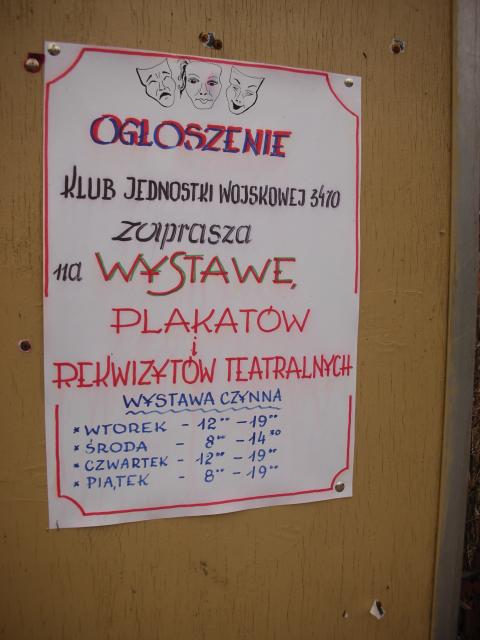 OGŁOSZENIE
KLUB JEDNOSTKI WOJSKOWEJ 3470
zaprasza
na WYSTAWĘ
PLAKATÓW
i
REKWIZYTÓW TEATRALNYCH
WYSTAWA CZYNNA
* WTOREK - 12⁰⁰ - 19⁰⁰
* ŚRODA - 8⁰⁰ - 14³⁰
* CZWARTEK - 12⁰⁰ - 19⁰⁰
* PIĄTEK - 8⁰⁰ - 19⁰⁰